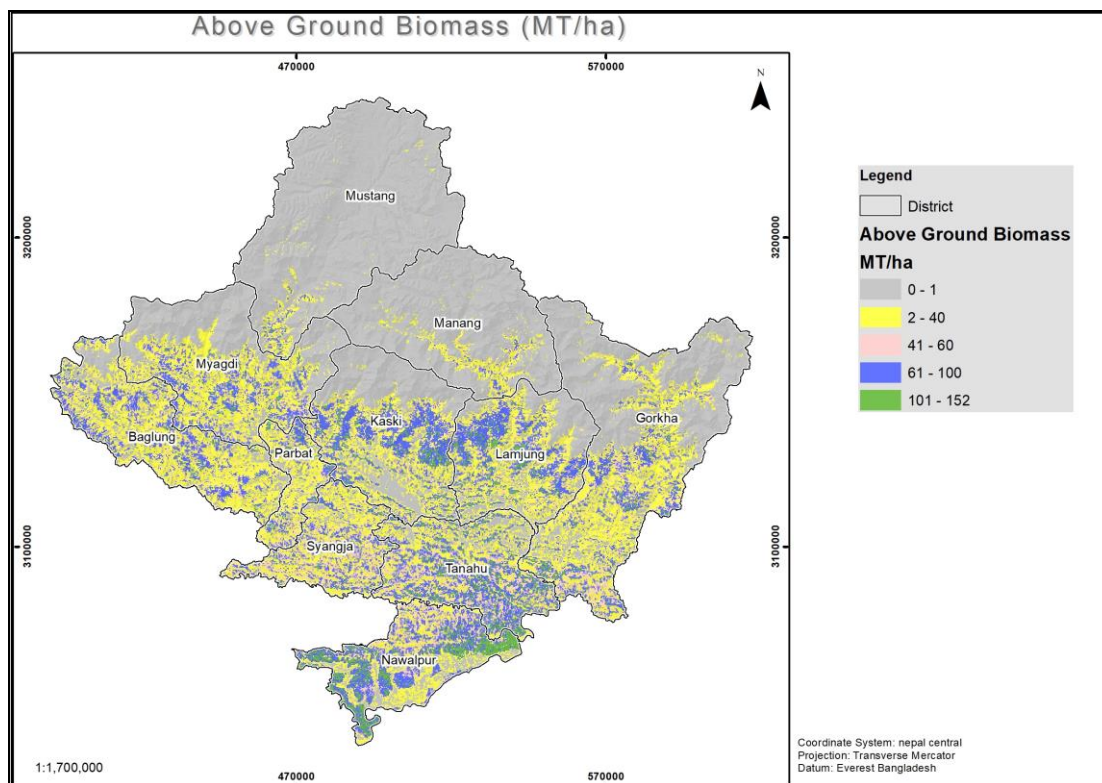 Above Ground Biomass (MT/ha)
470000 570000
N
3200000 3200000
3100000 3100000
Mustang
Manang
Myagdi
Kaski
Gorkha
Baglung
Parbat
Lamjung
Syangja
Tanahu
Nawalpur
1:1,700,000
470000 570000
Legend
District
Above Ground Biomass
MT/ha
0 - 1
2 - 40
41 - 60
61 - 100
101 - 152
Coordinate System: nepal central
Projection: Transverse Mercator
Datum: Everest Bangladesh